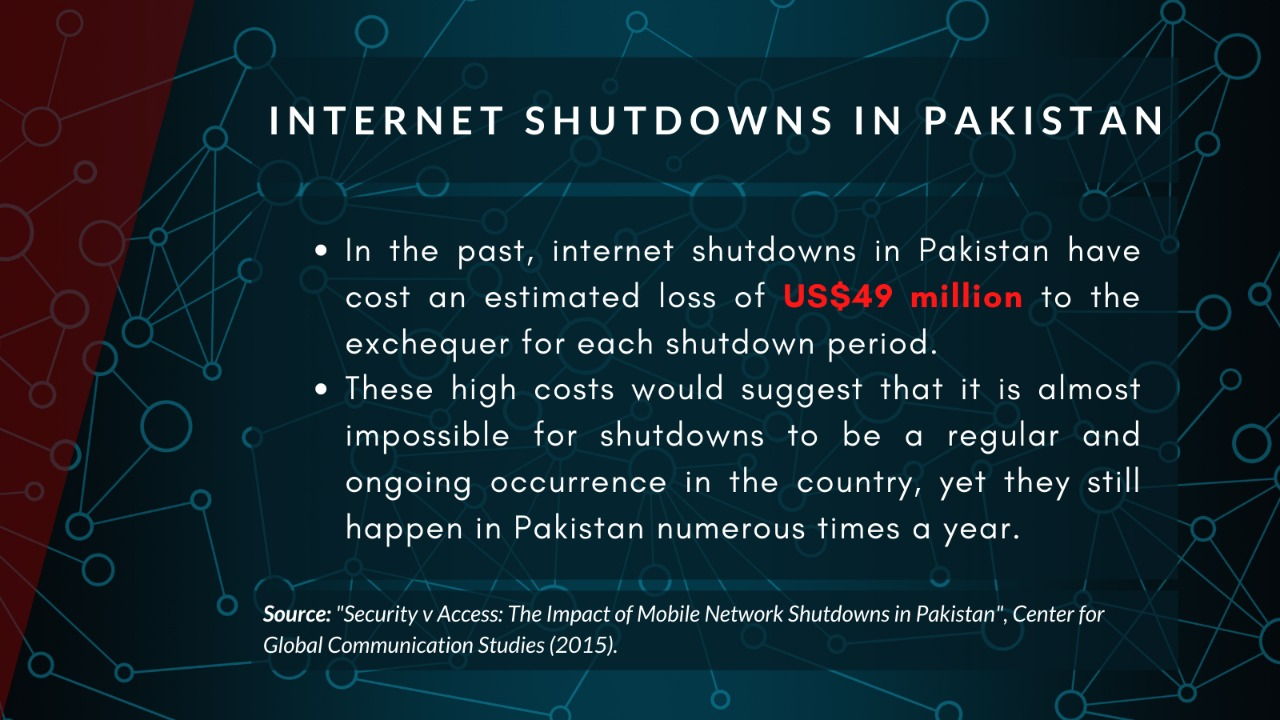 INTERNET SHUTDOWNS IN PAKISTAN
• In the past, internet shutdowns in Pakistan have
cost an estimated loss of US$49 million to the
exchequer for each shutdown period.
• These high costs would suggest that it is almost
impossible for shutdowns to be a regular and
ongoing occurrence in the country, yet they still
happen in Pakistan numerous times a year.
Source: "Security v Access: The Impact of Mobile Network Shutdowns in Pakistan", Center for
Global Communication Studies (2015).